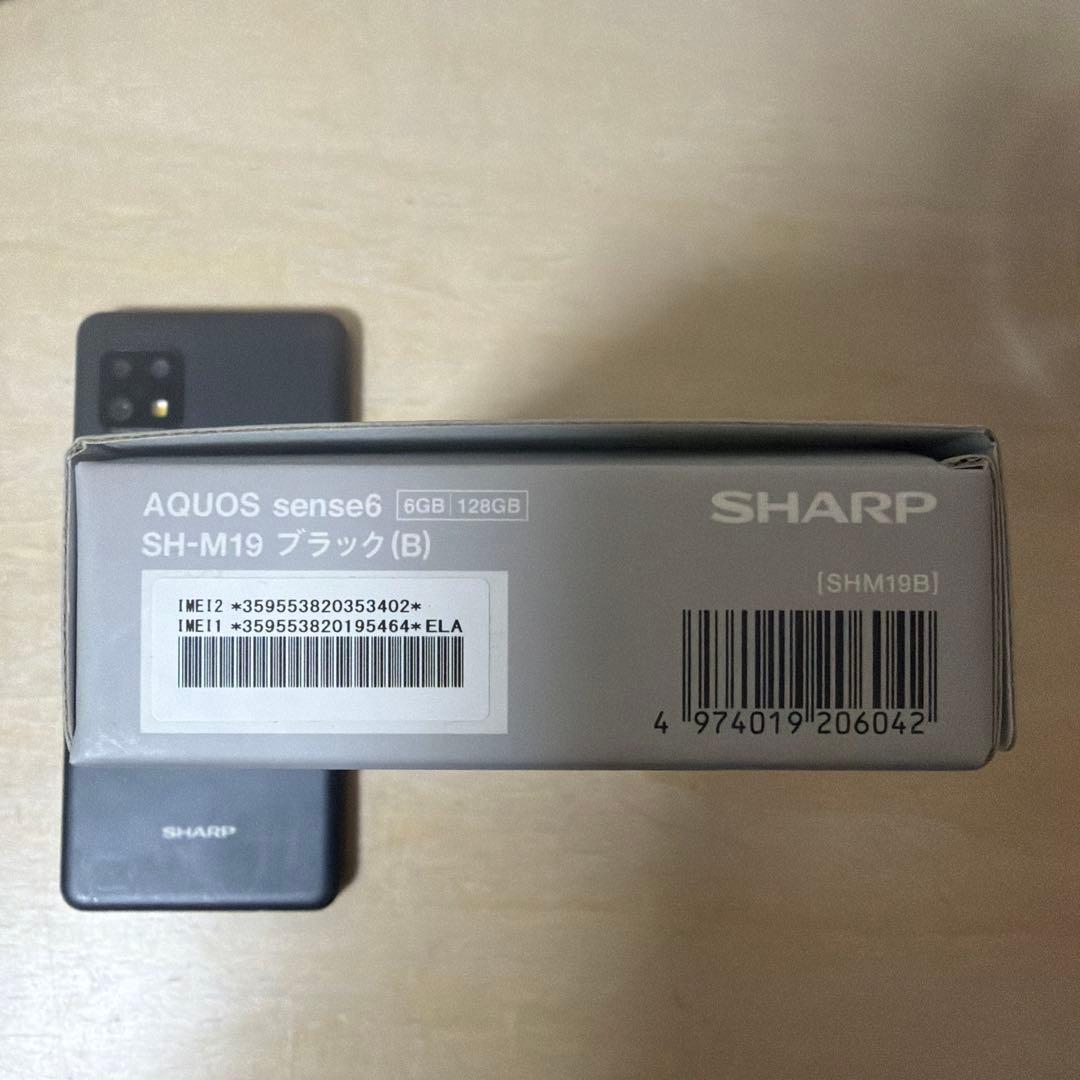 AQUOS sense6 6GB 128GB
SH-M19 ブラック(B)
SHARP
[SHM19B]
IMEI2 *359553820353402*
IMEI1 *359553820195464*ELA
4 974019 206042
SHARP